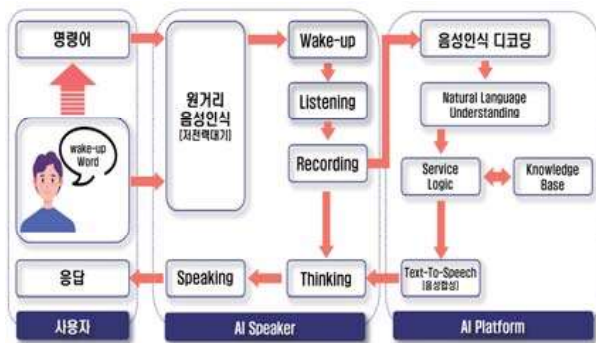 명령어
wake-up
Word
응답
사용자
원거리
음성인식
[저전력대기]
Wake-up
Listening
Recording
Thinking
Speaking
AI Speaker
음성인식 디코딩
Natural Language
Understanding
Service
Logic
Knowledge
Base
Text-To-Speech
[음성합성]
AI Platform